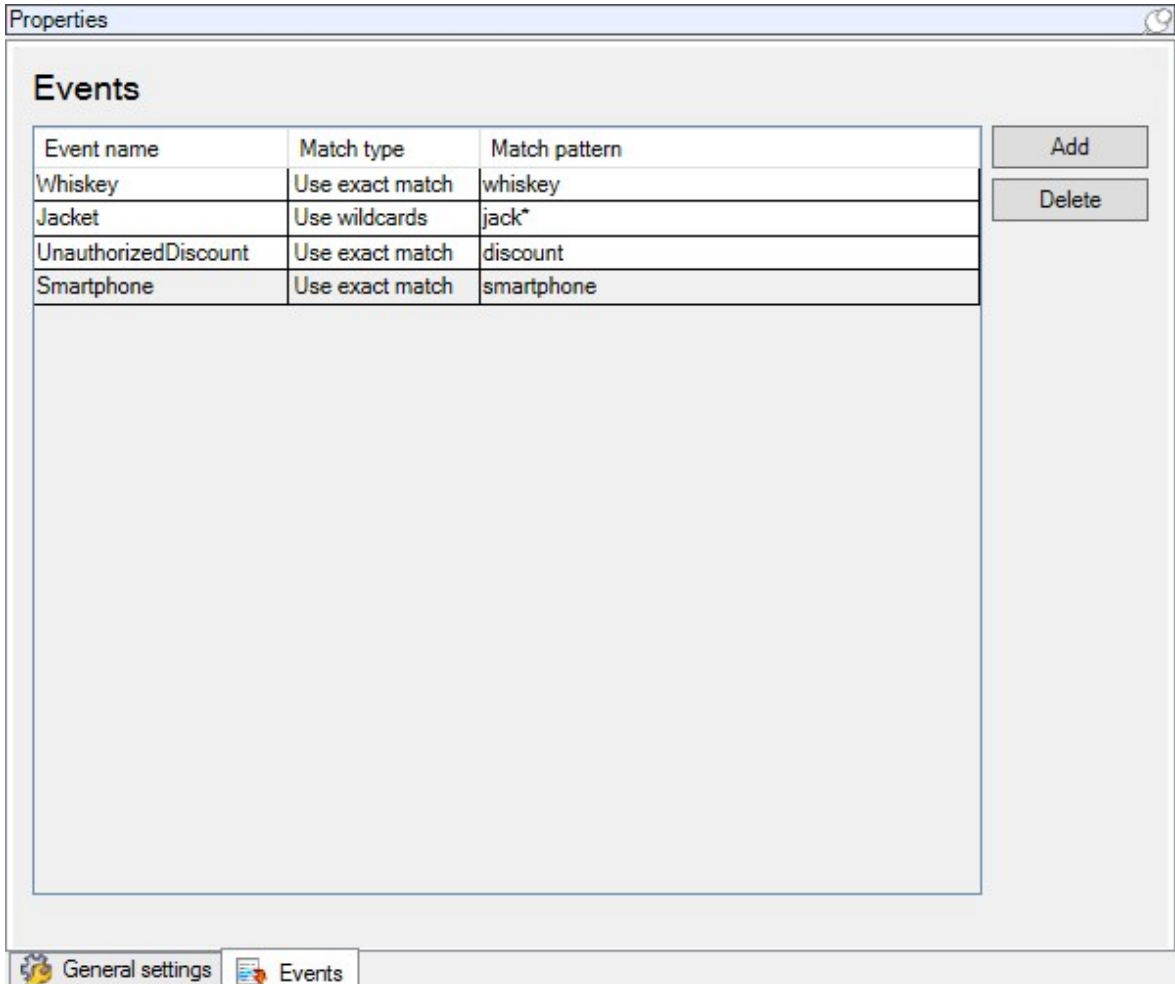 Properties
Events
Event name Match type Match pattern Add
Whiskey Use exact match whiskey
Delete
Jacket Use wildcards jack*
UnauthorizedDiscount Use exact match discount
Smartphone Use exact match smartphone
General settings Events